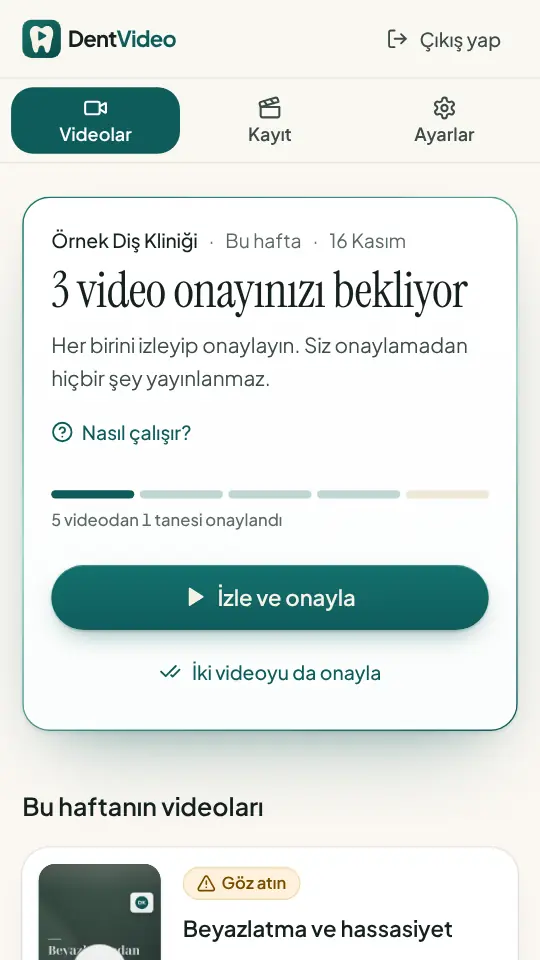 DentVideo
Çıkış yap
Videolar
Kayıt
Ayarlar
Örnek Diş Kliniği · Bu hafta · 16 Kasım
3 video onayınızı bekliyor
Her birini izleyip onaylayın. Siz onaylamadan
hiçbir şey yayınlanmaz.
Nasıl çalışır?
5 videodan 1 tanesi onaylandı
İzle ve onayla
İki videoyu da onayla
Bu haftanın videoları
Göz atın
Beyazlatma ve hassasiyet